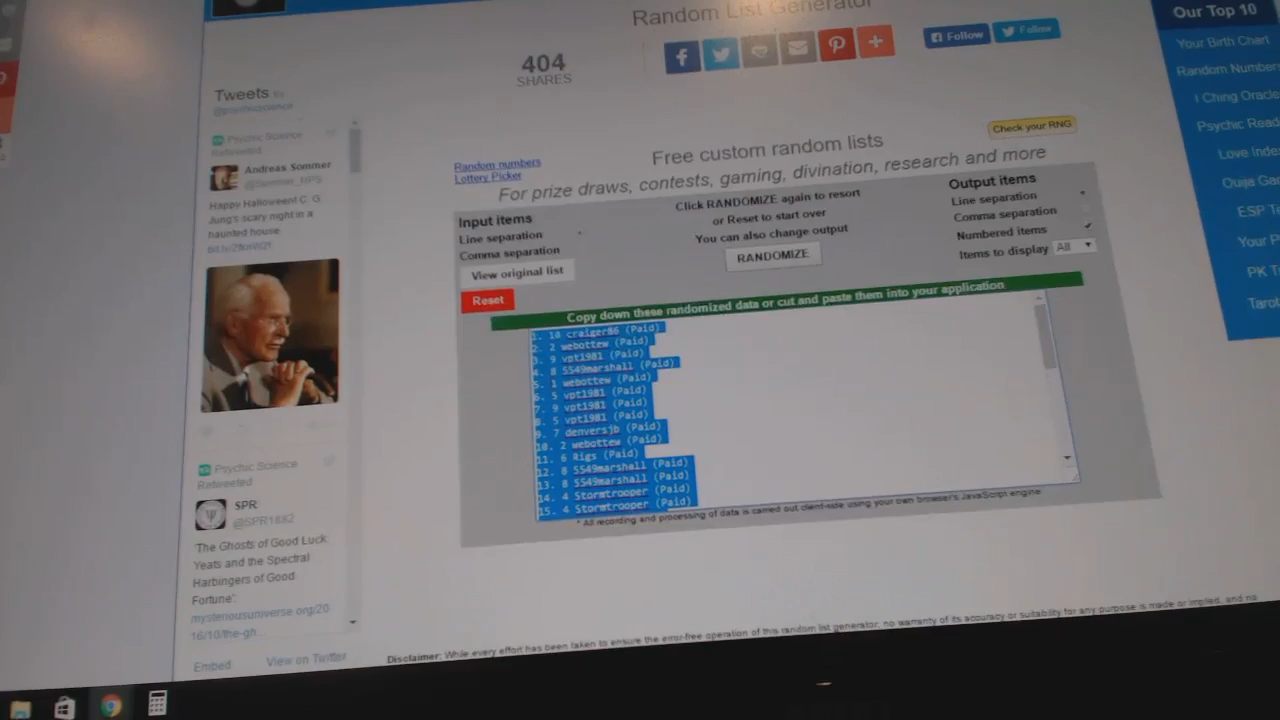 Random List Generator
Our Top 10
404
SHARES
Follow
Follow
Your Birth Chart
Random Numbers
I Ching Oracle
Psychic Read
Love Index
Ouija Ga
ESP T
Your P
PK T
Tarot
Tweets by
@psychicscience
Psychic Science
Retweeted
Andreas Sommer
Happy Halloween! C. G.
Jung's scary night in a
haunted house
Psychic Science
Retweeted
SPR
@SPR1882
'The Ghosts of Good Luck:
Yeats and the Spectral
Harbingers of Good
Fortune':
mysteriousuniverse.org/20
16/10/the-gh...
Embed
View on Twitter
Check your RNG
Random numbers
Lottery Picker
Free custom random lists
For prize draws, contests, gaming, divination, research and more
Input items
Line separation
Comma separation
View original list
Reset
Click RANDOMIZE again to resort
or Reset to start over
You can also change output
RANDOMIZE
Output items
Line separation
Comma separation
Numbered items
Items to display All
Copy down these randomized data or cut and paste them into your application
1. 10 craiger86 (Paid)
2. 2 webottew (Paid)
3. 9 vpt1981 (Paid)
4. 8 5549marshall (Paid)
5. 1 webottew (Paid)
6. 5 vpt1981 (Paid)
7. 9 vpt1981 (Paid)
8. 5 vpt1981 (Paid)
9. 7 denversjb (Paid)
10. 2 webottew (Paid)
11. 6 Rigs (Paid)
12. 8 5549marshall (Paid)
13. 8 5549marshall (Paid)
14. 4 Stormtrooper (Paid)
15. 4 Stormtrooper (Paid)
* All recording and processing of data is carried out client-side using your own browser's JavaScript engine
Disclaimer: While every effort has been taken to ensure the error-free operation of this random list generator, no warranty of its accuracy or suitability for any purpose is made or implied, and no